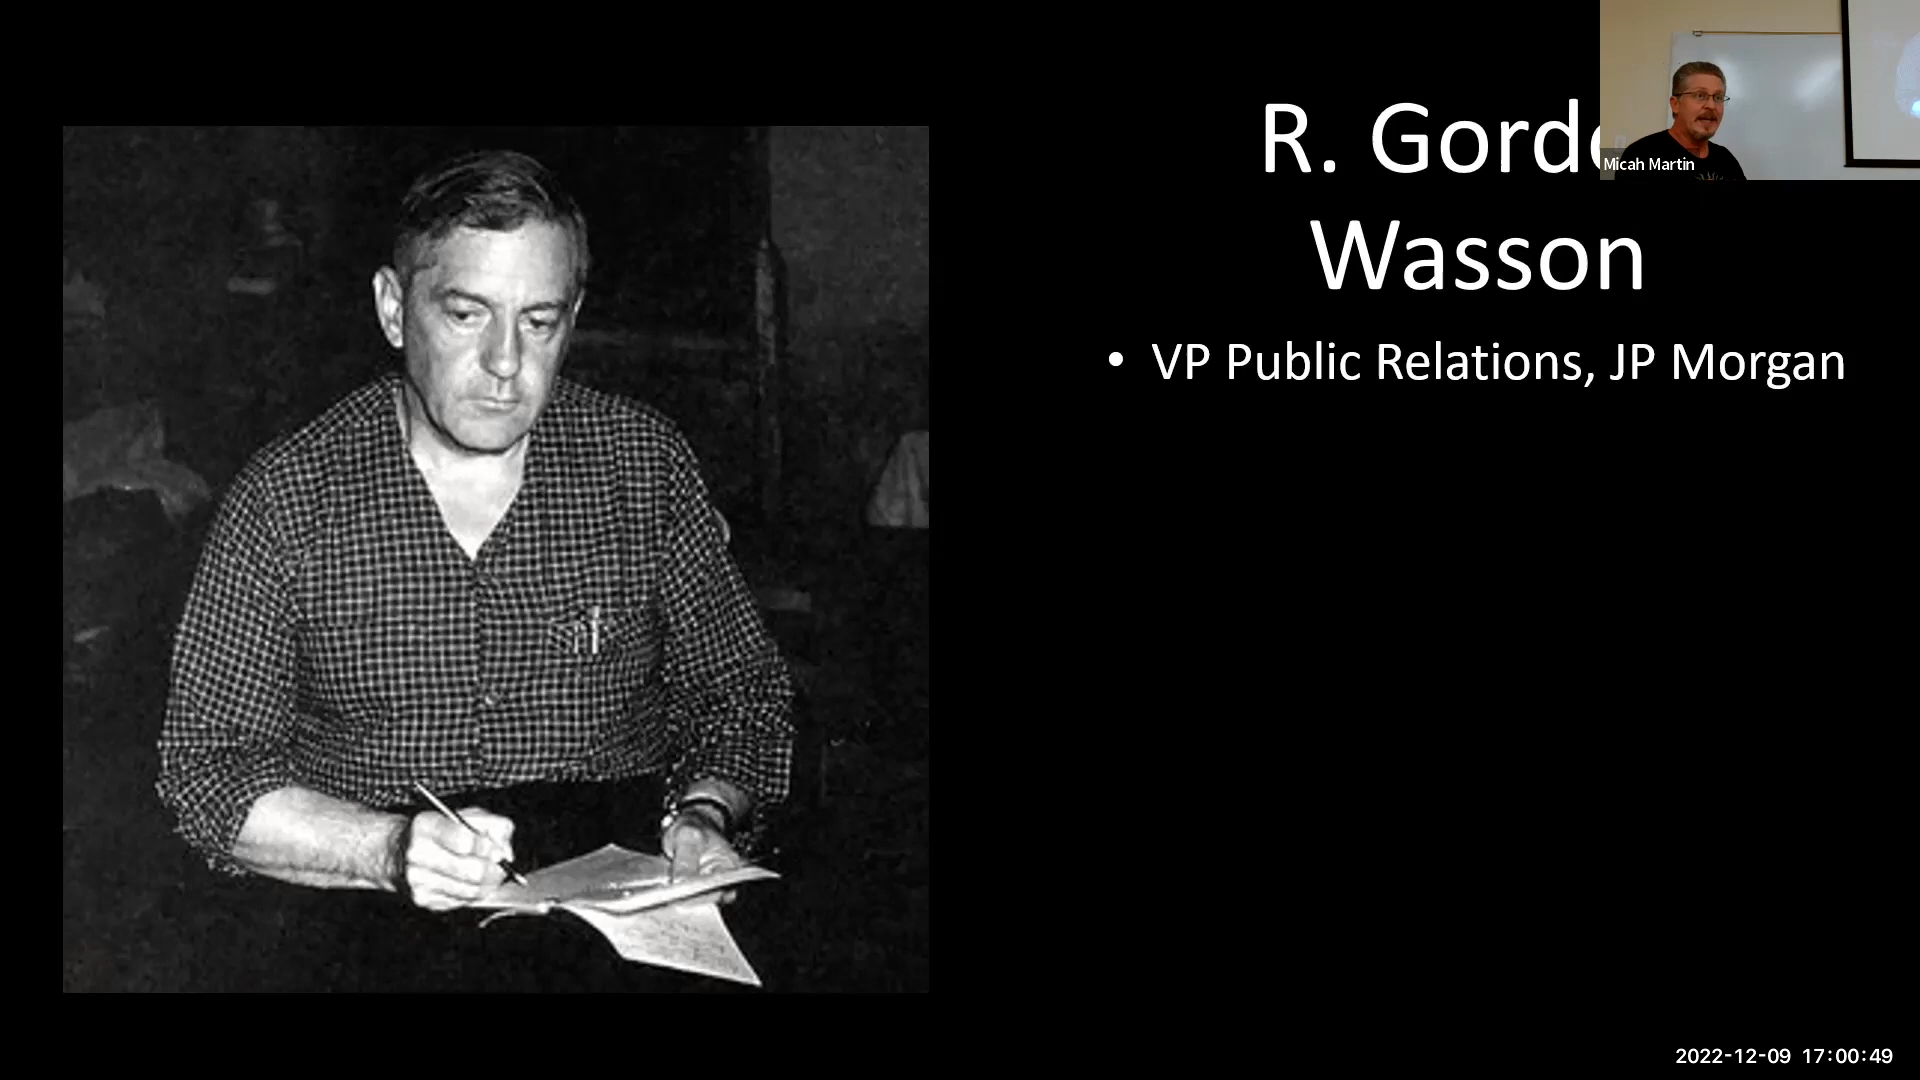 R. Gord
Wasson
• VP Public Relations, JP Morgan
Micah Martin
2022-12-09 17:00:49